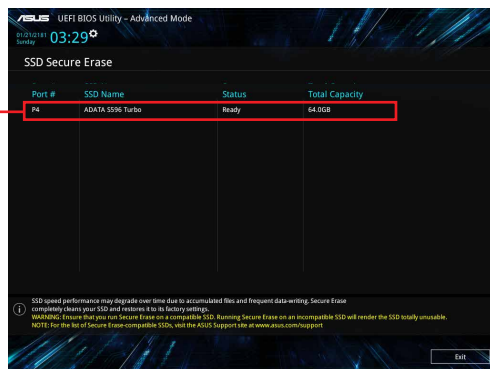 ASUS UEFI BIOS Utility – Advanced Mode
01/21/2181
Sunday
03:29
SSD Secure Erase
Port # SSD Name Status Total Capacity
P4 ADATA S596 Turbo Ready 64.0GB
SSD speed performance may degrade over time due to accumulated files and frequent data-writing. Secure Erase
completely cleans your SSD and restores it to its factory settings.
WARNING: Ensure that you run Secure Erase on a compatible SSD. Running Secure Erase on an incompatible SSD will render the SSD totally unusable.
NOTE: For the list of Secure Erase-compatible SSDs, visit the ASUS Support site at www.asus.com/support
Exit